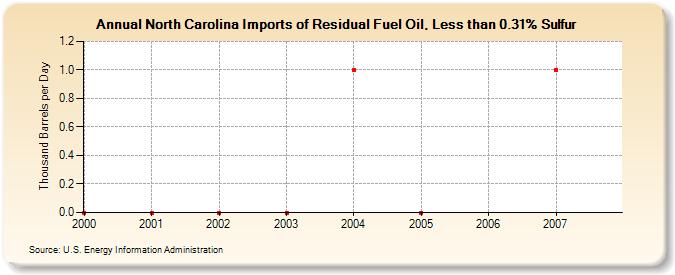 Annual North Carolina Imports of Residual Fuel Oil, Less than 0.31% Sulfur
Thousand Barrels per Day
1.2
1.0
0.8
0.6
0.4
0.2
0.0
2000 2001 2002 2003 2004 2005 2006 2007
Source: U.S. Energy Information Administration